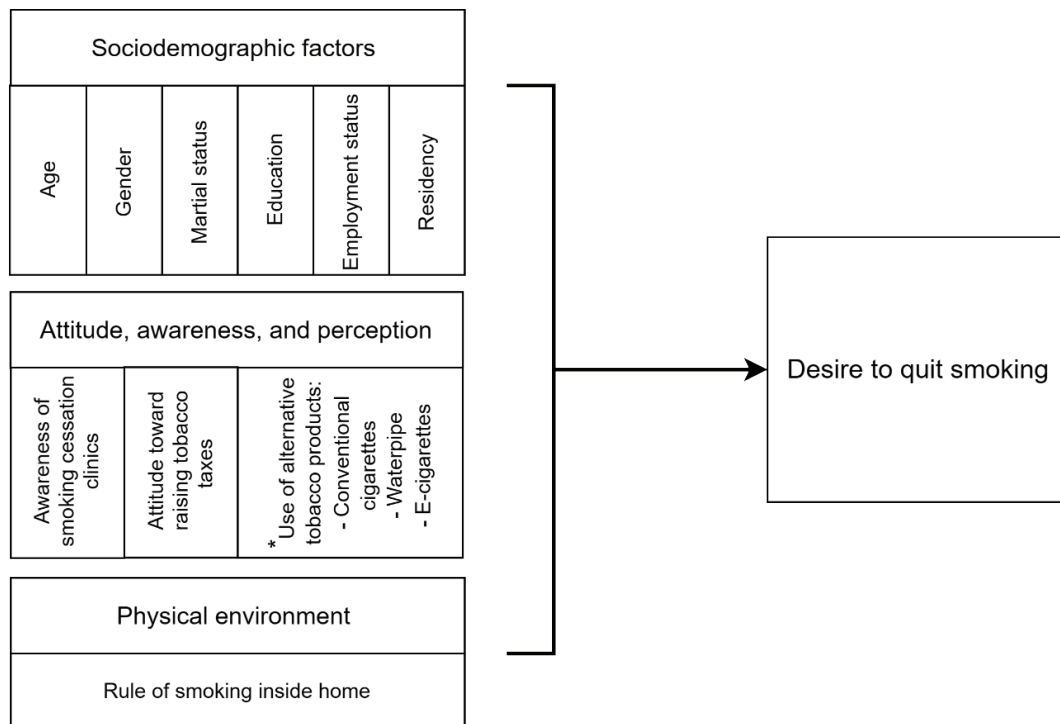 Sociodemographic factors
Age
Gender
Martial status
Education
Employment status
Residency
Attitude, awareness, and perception
Awareness of
smoking cessation
clinics
Attitude toward
raising tobacco
taxes
* Use of alternative
tobacco products:
- Conventional
cigarettes
- Waterpipe
- E-cigarettes
Physical environment
Rule of smoking inside home
Desire to quit smoking